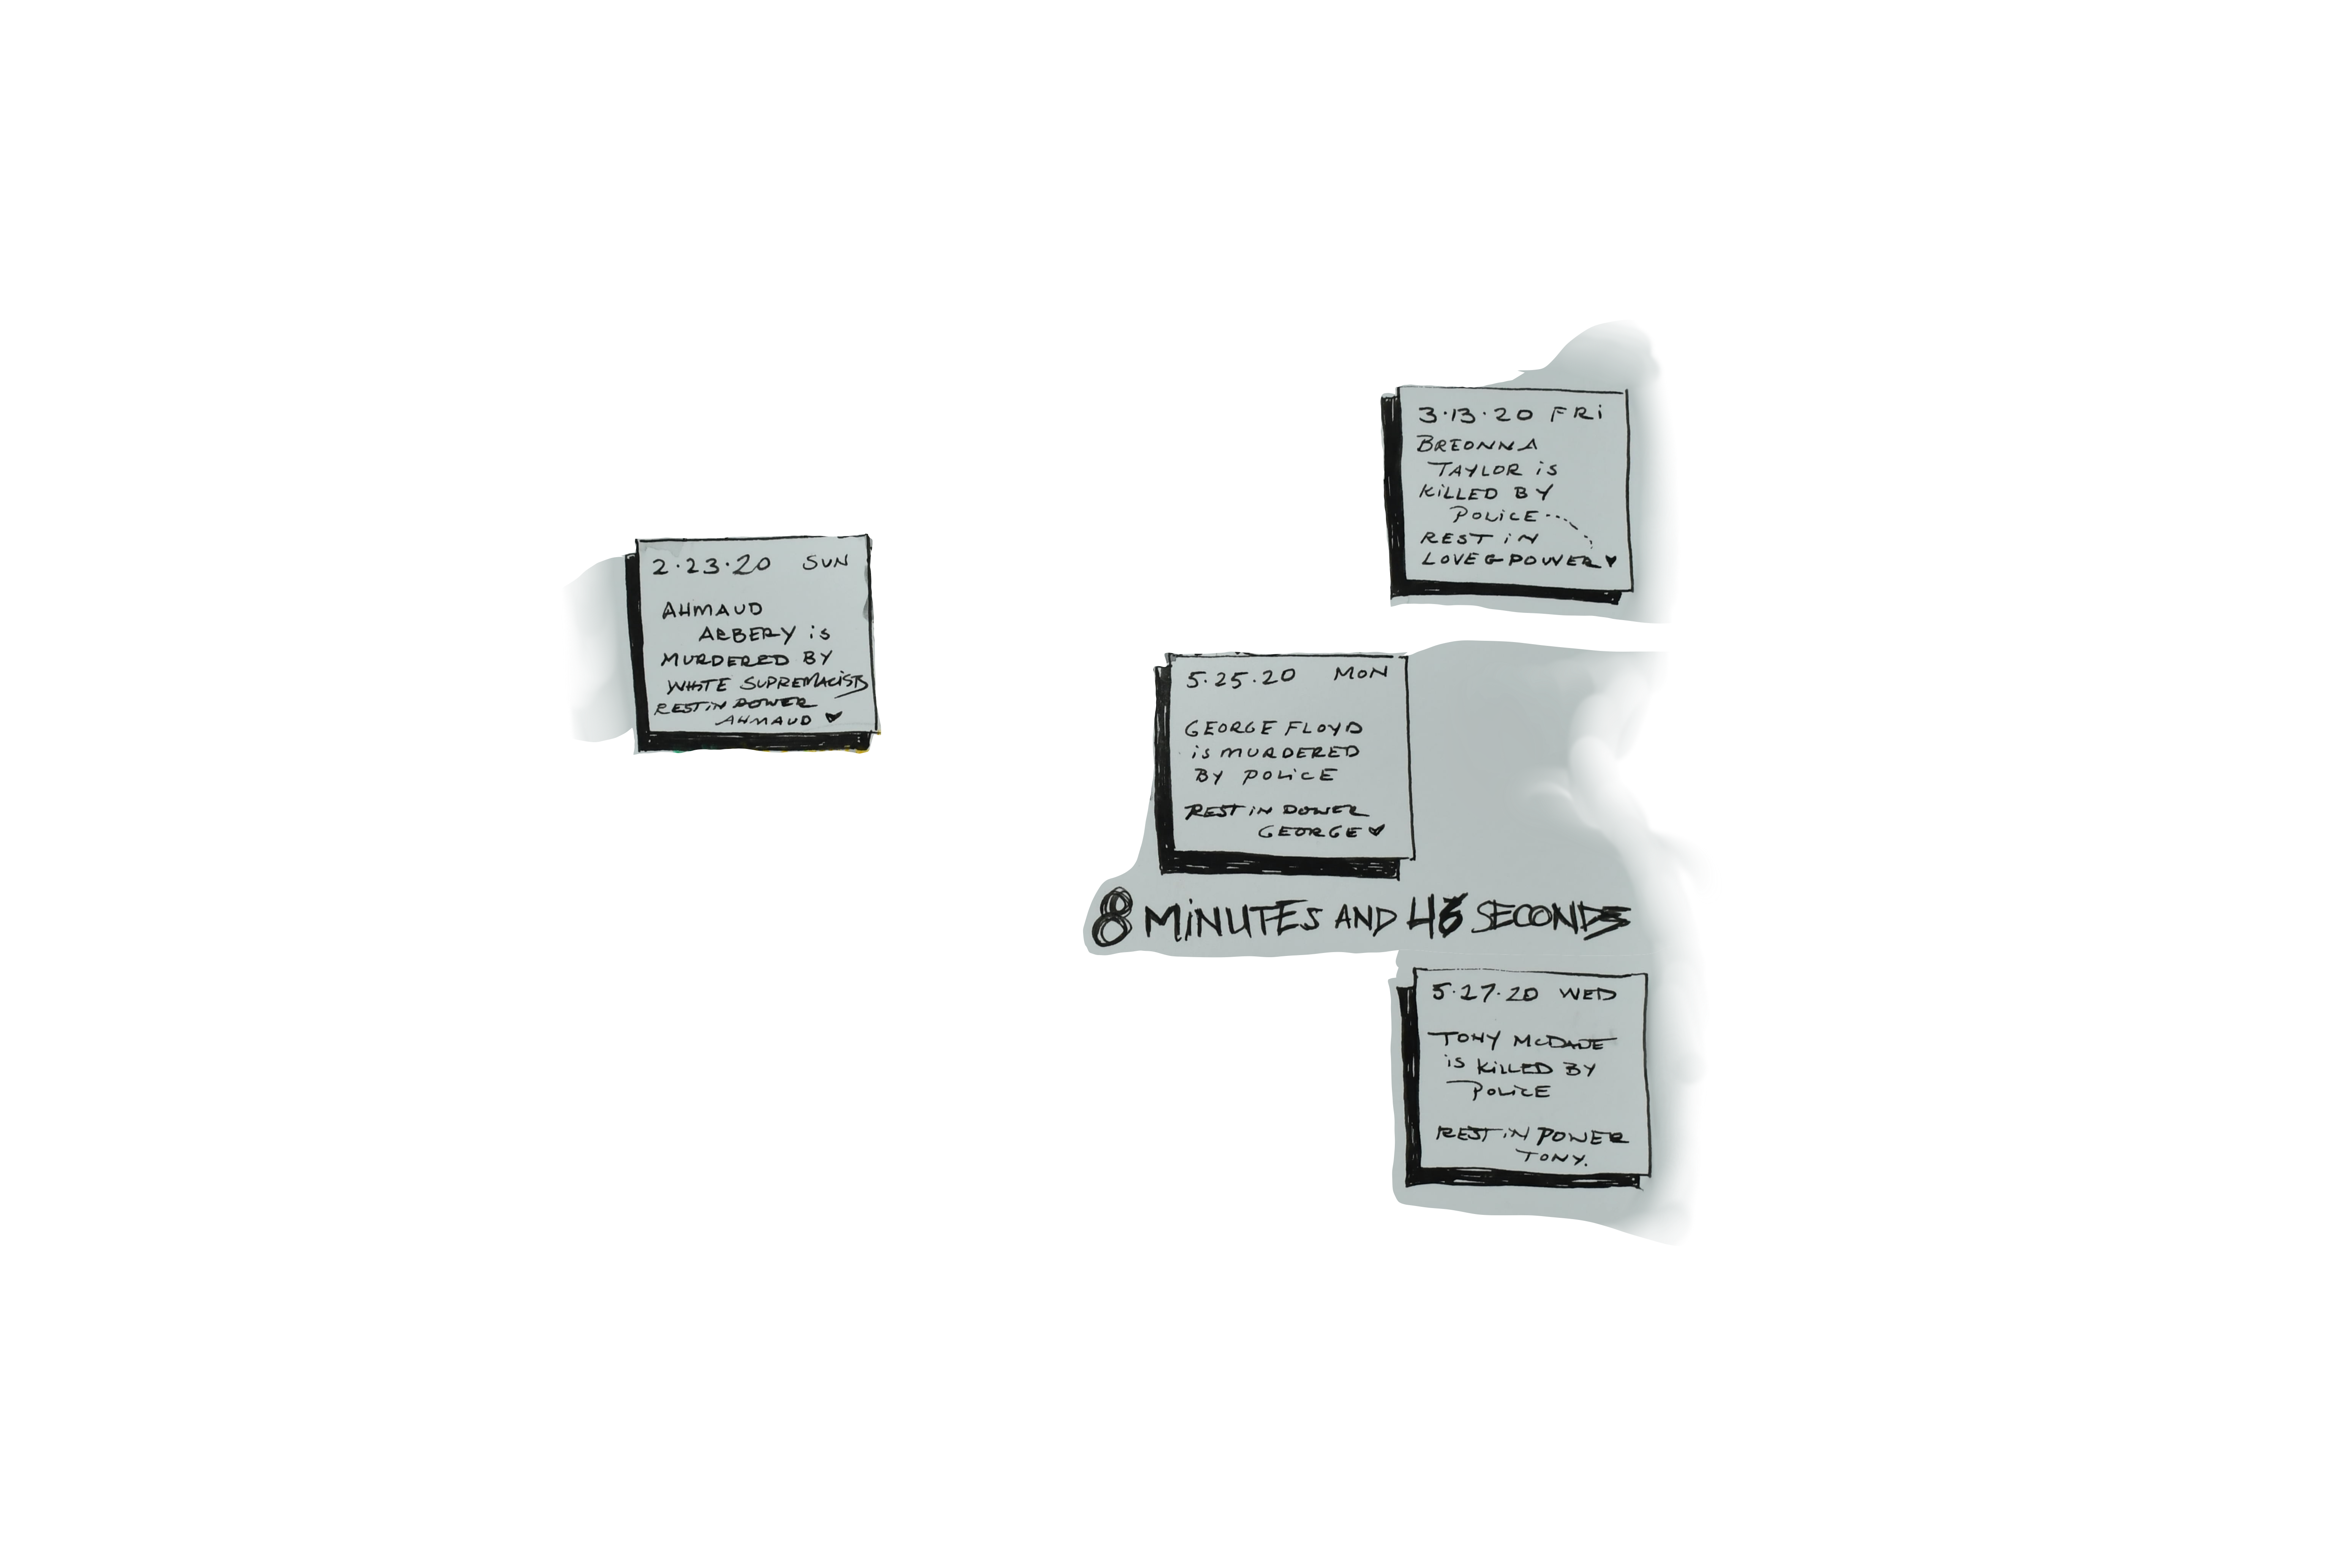 2·23·20 SUN
AHMAUD
ARBERY is
MURDERED BY
WHITE SUPREMACISTS
REST iN POWER
AHMAUD
3·13·20 FRi
BREONNA
TAYLOR iS
KiLLED BY
POLiCE
REST iN
LOVE & POWER
5.25.20 MON
GEORGE FLOYD
iS MURDERED
BY POLiCE
REST iN POWER
GEORGE
8 MiNUTES AND 46 SECONDS
5·27·20 WED
TONY McDADE
iS KiLLED BY
POLiCE
REST iN POWER
TONY.